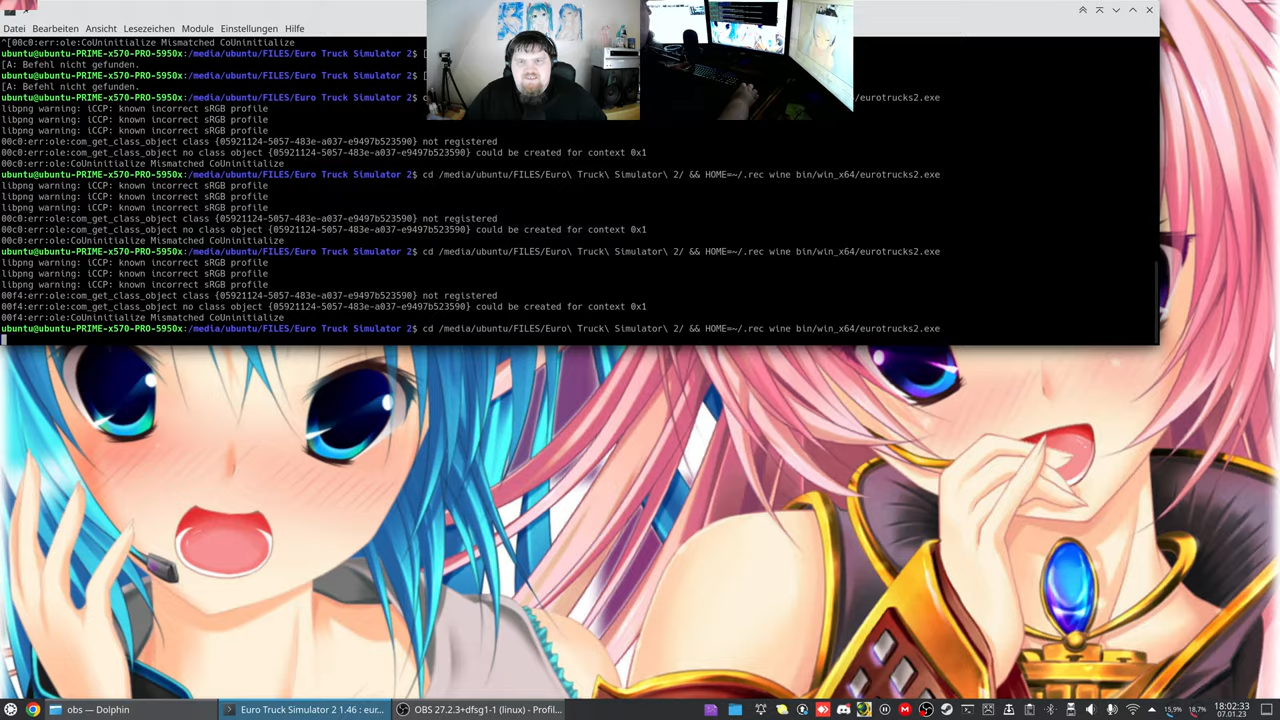 Datei Bearbeiten Ansicht Lesezeichen Module Einstellungen Hilfe
^[00c0:err:ole:CoUninitialize Mismatched CoUninitialize
ubuntu@ubuntu-PRIME-x570-PRO-5950x:/media/ubuntu/FILES/Euro Truck Simulator 2$ [
[A: Befehl nicht gefunden.
ubuntu@ubuntu-PRIME-x570-PRO-5950x:/media/ubuntu/FILES/Euro Truck Simulator 2$ [
[A: Befehl nicht gefunden.
ubuntu@ubuntu-PRIME-x570-PRO-5950x:/media/ubuntu/FILES/Euro Truck Simulator 2$ c /eurotrucks2.exe
libpng warning: iCCP: known incorrect sRGB profile
libpng warning: iCCP: known incorrect sRGB profile
libpng warning: iCCP: known incorrect sRGB profile
00c0:err:ole:com_get_class_object class {05921124-5057-483e-a037-e9497b523590} not registered
00c0:err:ole:com_get_class_object no class object {05921124-5057-483e-a037-e9497b523590} could be created for context 0x1
00c0:err:ole:CoUninitialize Mismatched CoUninitialize
ubuntu@ubuntu-PRIME-x570-PRO-5950x:/media/ubuntu/FILES/Euro Truck Simulator 2$ cd /media/ubuntu/FILES/Euro\ Truck\ Simulator\ 2/ && HOME=~/.rec wine bin/win_x64/eurotrucks2.exe
libpng warning: iCCP: known incorrect sRGB profile
libpng warning: iCCP: known incorrect sRGB profile
libpng warning: iCCP: known incorrect sRGB profile
00c0:err:ole:com_get_class_object class {05921124-5057-483e-a037-e9497b523590} not registered
00c0:err:ole:com_get_class_object no class object {05921124-5057-483e-a037-e9497b523590} could be created for context 0x1
00c0:err:ole:CoUninitialize Mismatched CoUninitialize
ubuntu@ubuntu-PRIME-x570-PRO-5950x:/media/ubuntu/FILES/Euro Truck Simulator 2$ cd /media/ubuntu/FILES/Euro\ Truck\ Simulator\ 2/ && HOME=~/.rec wine bin/win_x64/eurotrucks2.exe
libpng warning: iCCP: known incorrect sRGB profile
libpng warning: iCCP: known incorrect sRGB profile
libpng warning: iCCP: known incorrect sRGB profile
00f4:err:ole:com_get_class_object class {05921124-5057-483e-a037-e9497b523590} not registered
00f4:err:ole:com_get_class_object no class object {05921124-5057-483e-a037-e9497b523590} could be created for context 0x1
00f4:err:ole:CoUninitialize Mismatched CoUninitialize
ubuntu@ubuntu-PRIME-x570-PRO-5950x:/media/ubuntu/FILES/Euro Truck Simulator 2$ cd /media/ubuntu/FILES/Euro\ Truck\ Simulator\ 2/ && HOME=~/.rec wine bin/win_x64/eurotrucks2.exe
obs — Dolphin
Euro Truck Simulator 2 1.46 : eur...
OBS 27.2.3+dfsg1-1 (linux) - Profil...
15,9%
18,7%
18:02:33
07.01.23